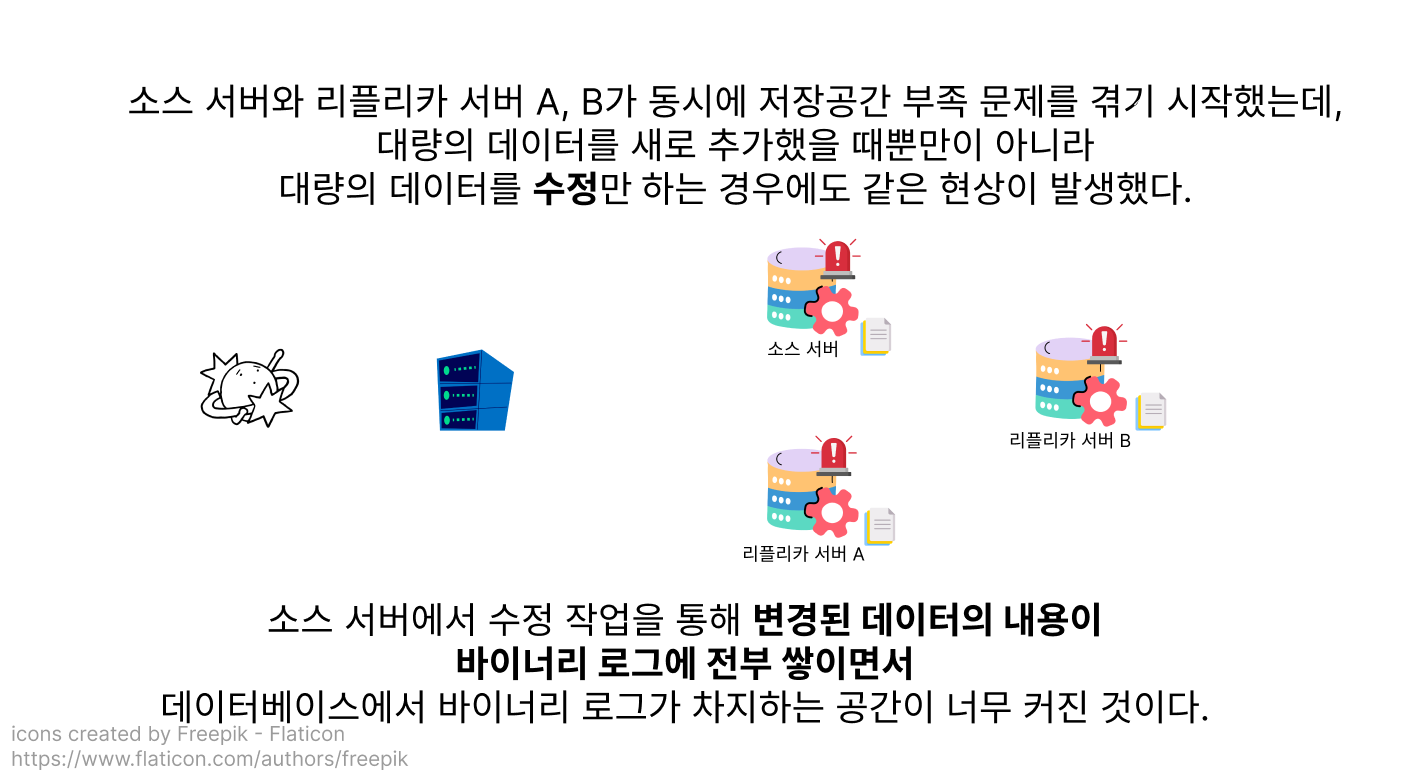 소스 서버와 리플리카 서버 A, B가 동시에 저장공간 부족 문제를 겪기 시작했는데,
대량의 데이터를 새로 추가했을 때뿐만이 아니라
대량의 데이터를 수정만 하는 경우에도 같은 현상이 발생했다.
소스 서버
리플리카 서버 B
리플리카 서버 A
소스 서버에서 수정 작업을 통해 변경된 데이터의 내용이
바이너리 로그에 전부 쌓이면서
데이터베이스에서 바이너리 로그가 차지하는 공간이 너무 커진 것이다.
icons created by Freepik - Flaticon
https://www.flaticon.com/authors/freepik